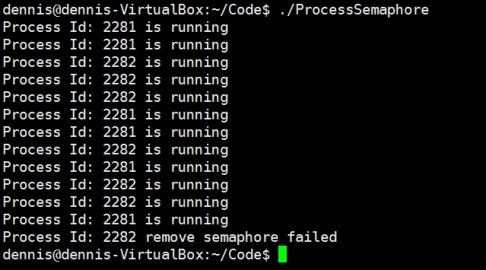 dennis@dennis-VirtualBox:~/Code$ ./ProcessSemaphore
Process Id: 2281 is running
Process Id: 2281 is running
Process Id: 2282 is running
Process Id: 2281 is running
Process Id: 2282 is running
Process Id: 2282 is running
Process Id: 2281 is running
Process Id: 2282 is running
Process Id: 2281 is running
Process Id: 2282 is running
Process Id: 2282 is running
Process Id: 2281 is running
Process Id: 2282 remove semaphore failed
dennis@dennis-VirtualBox:~/Code$